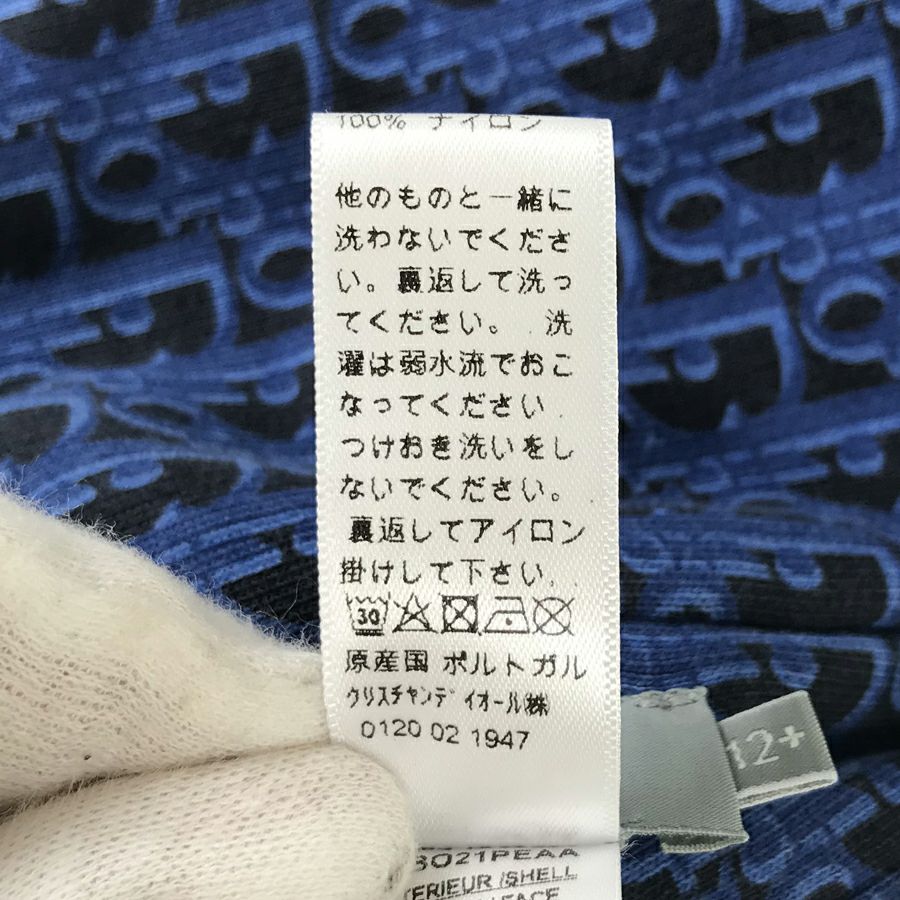 100% ナイロン
他のものと一緒に
洗わないでくださ
い。裏返して洗っ
てください。 洗
濯は弱水流でおこ
なってください.
つけおき洗いをし
ないでください。
裏返してアイロン
掛けして下さい.
30
原産国 ポルトガル
クリスチャンディオール(株)
0120 02 1947
12+
021PEAA
TERIEUR /SHELL